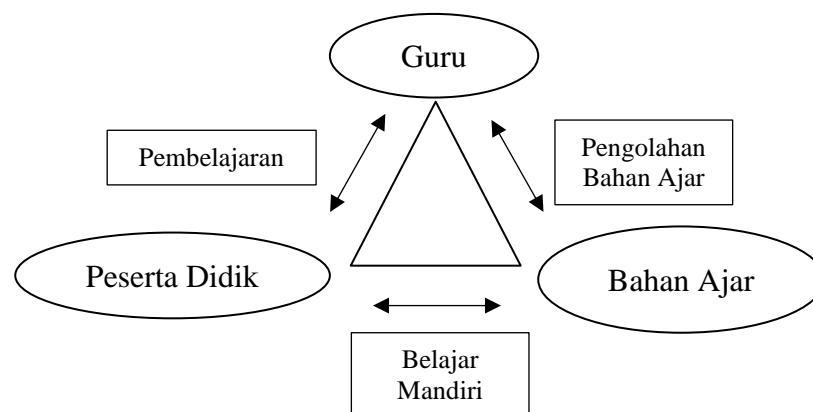 Guru
Pembelajaran
Pengolahan
Bahan Ajar
Peserta Didik
Bahan Ajar
Belajar
Mandiri